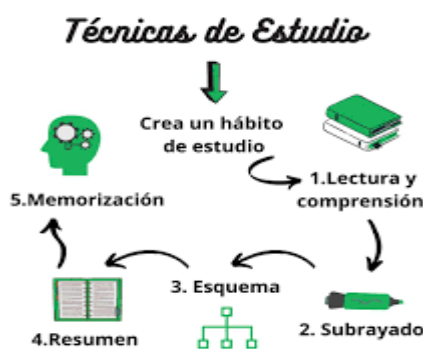 Técnicas de Estudio
Crea un hábito
de estudio
1.Lectura y
comprensión
2. Subrayado
3. Esquema
4.Resumen
5.Memorización